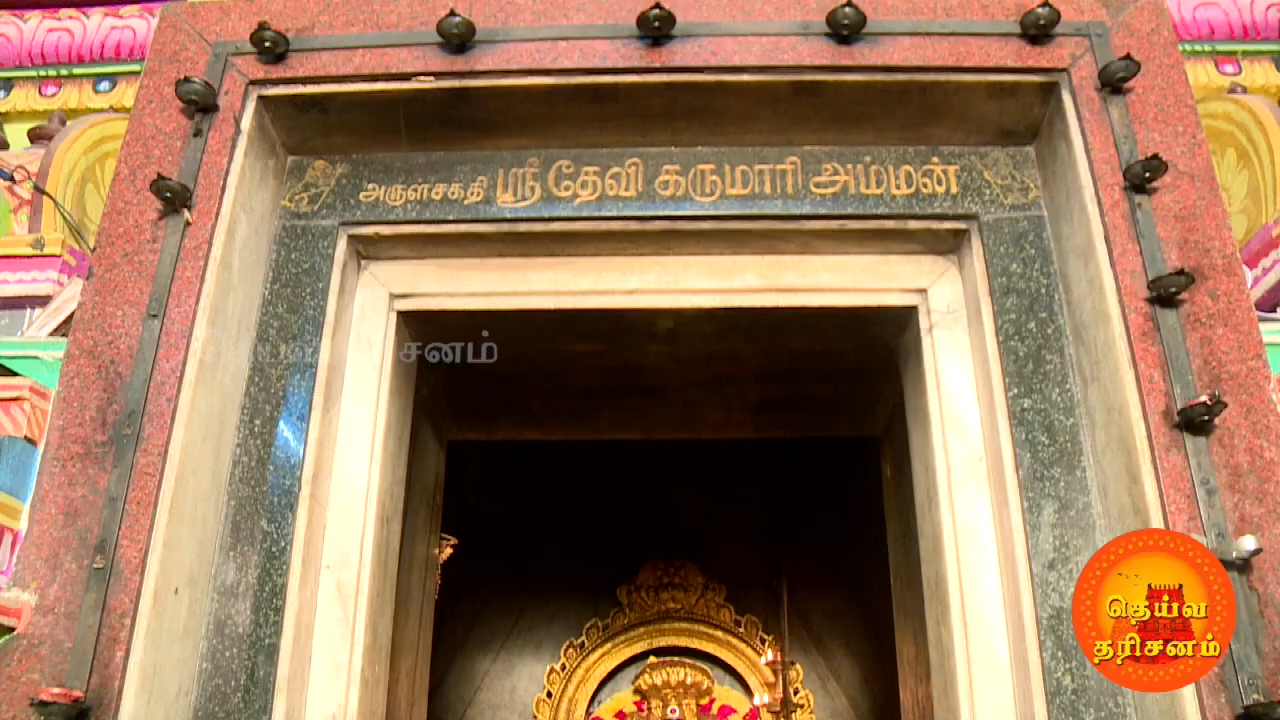 அருள்சக்தி ஸ்ரீ தேவி கருமாரி அம்மன்
சனம்
தெய்வ
தரிசனம்